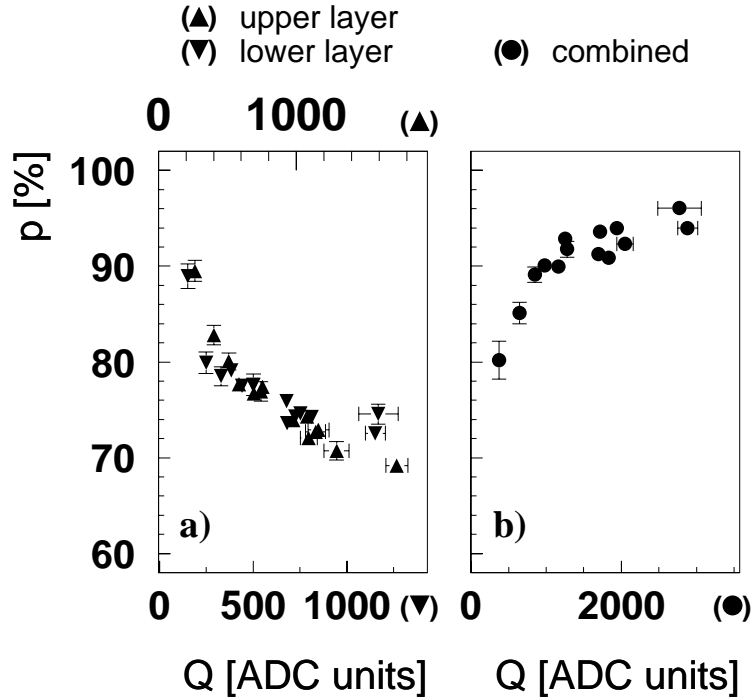 (▲) upper layer
(▼) lower layer
(●) combined
0 1000 (▲)
p [%]
100
90
80
70
60
a)
b)
0 500 1000 (▼)
0 2000 (●)
Q [ADC units]
Q [ADC units]